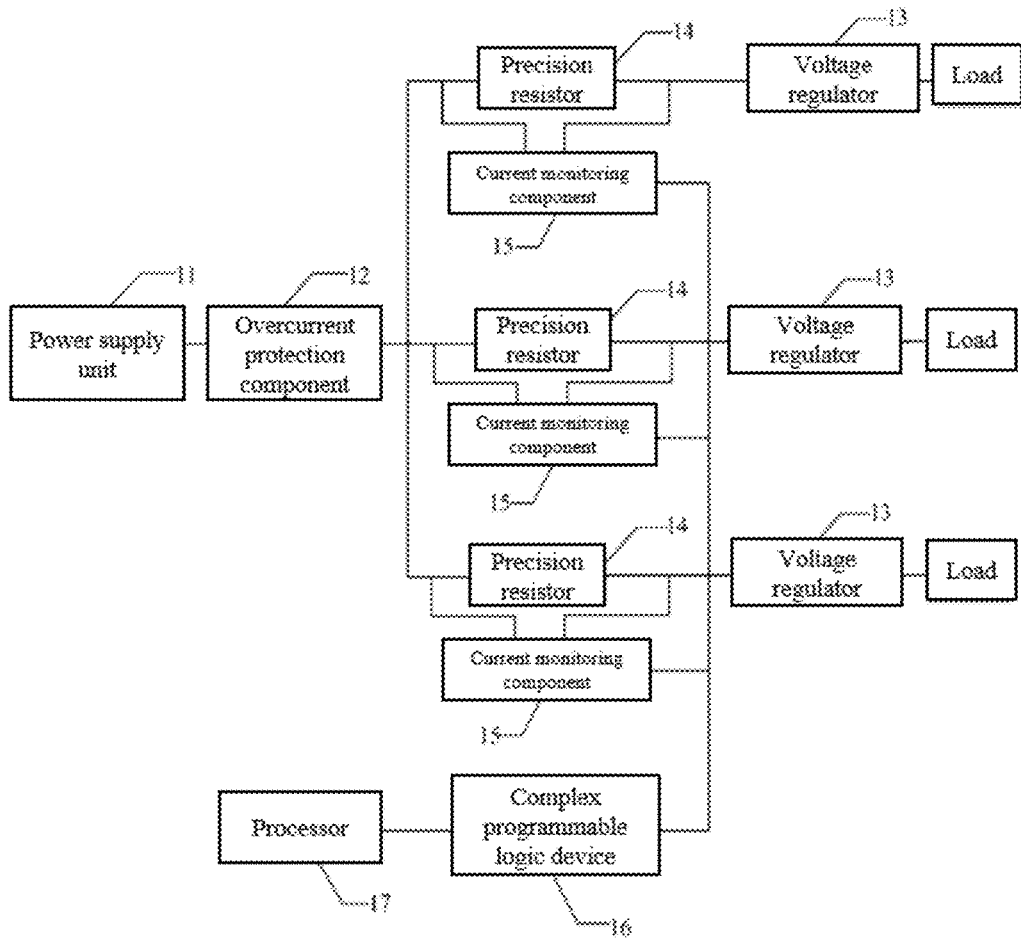 14
13
Precision
resistor
Voltage
regulator
Load
Current monitoring
component
15
11
12
14
13
Power supply
unit
Overcurrent
protection
component
Precision
resistor
Voltage
regulator
Load
Current monitoring
component
15
14
13
Precision
resistor
Voltage
regulator
Load
Current monitoring
component
15
Processor
Complex
programmable
logic device
17
16